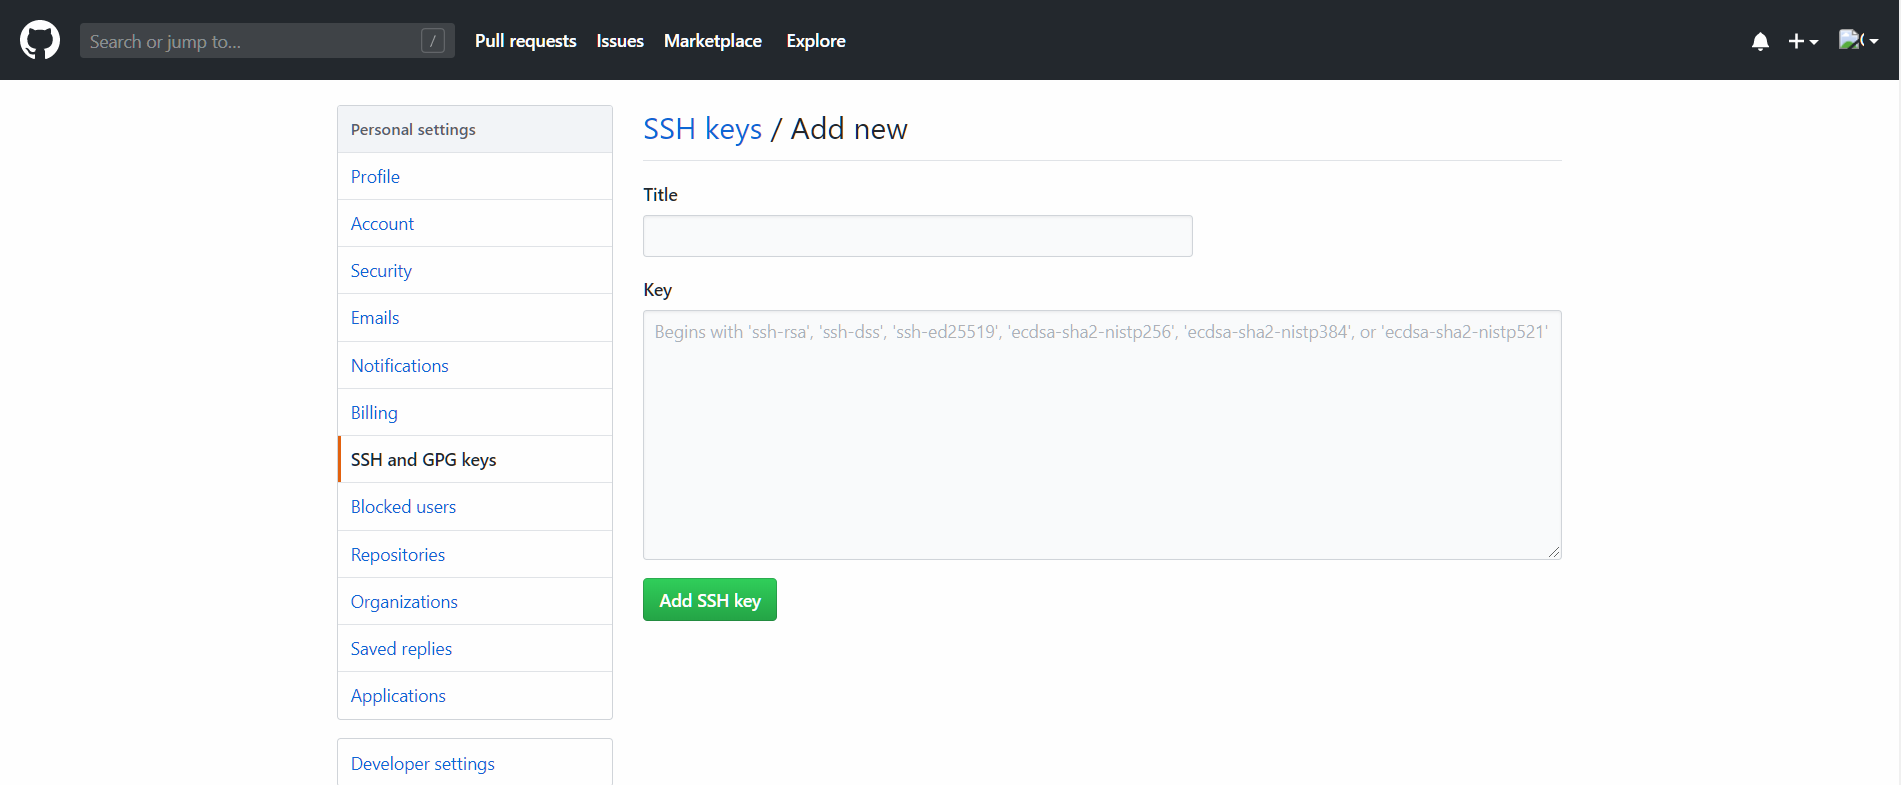 Search or jump to... /
Pull requests Issues Marketplace Explore
Personal settings
Profile
Account
Security
Emails
Notifications
Billing
SSH and GPG keys
Blocked users
Repositories
Organizations
Saved replies
Applications
Developer settings
SSH keys / Add new
Title
Key
Begins with 'ssh-rsa', 'ssh-dss', 'ssh-ed25519', 'ecdsa-sha2-nistp256', 'ecdsa-sha2-nistp384', or 'ecdsa-sha2-nistp521'
Add SSH key